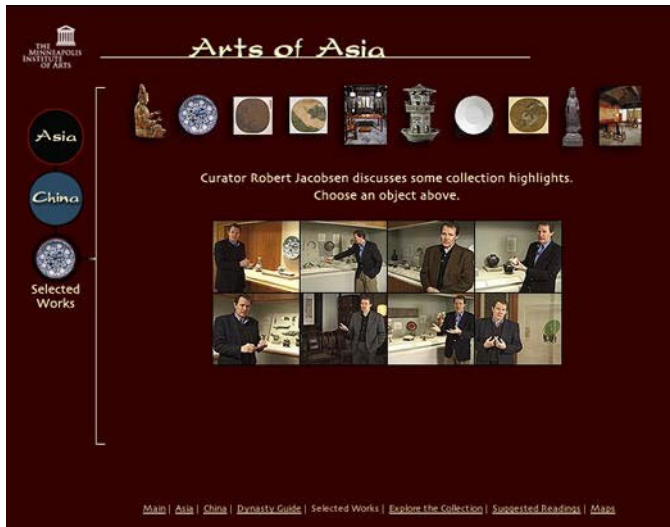 THE
MINNEAPOLIS
INSTITUTE
OF ARTS
Arts of Asia
Asia
China
Selected
Works
Curator Robert Jacobsen discusses some collection highlights.
Choose an object above.
Main | Asia | China | Dynasty Guide | Selected Works | Explore the Collection | Suggested Readings | Maps